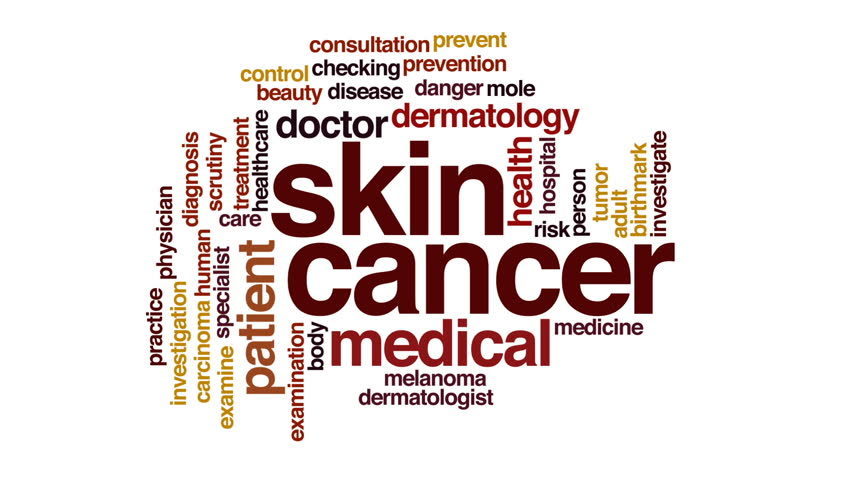 consultation
prevent
control
checking
prevention
beauty
disease
danger
mole
doctor
dermatology
skin
cancer
medical
medicine
melanoma
dermatologist
health
hospital
risk
person
tumor
adult
birthmark
investigate
diagnosis
scrutiny
treatment
healthcare
care
physician
human
specialist
patient
practice
investigation
carcinoma
examine
examination
body